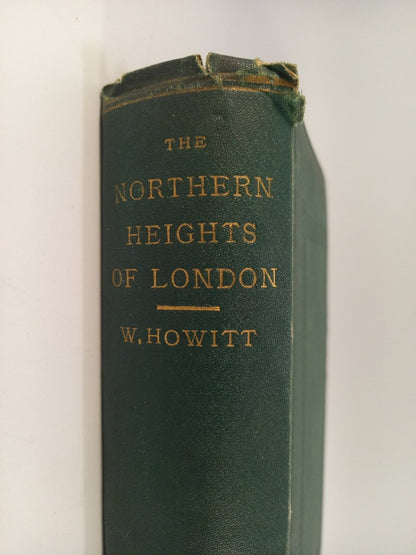 THE
NORTHERN
HEIGHTS
OF LONDON
W. HOWITT